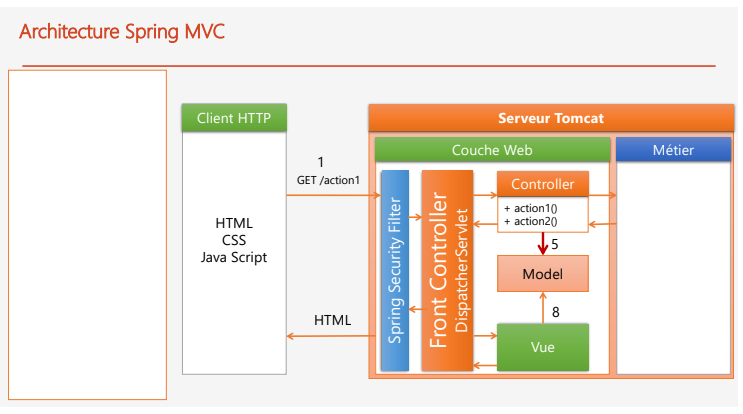 Architecture Spring MVC
Client HTTP
Serveur Tomcat
Couche Web
Métier
1
GET /action1
HTML
CSS
Java Script
Spring Security Filter
Front Controller
DispatcherServlet
Controller
+ action1()
+ action2()
5
Model
8
HTML
Vue